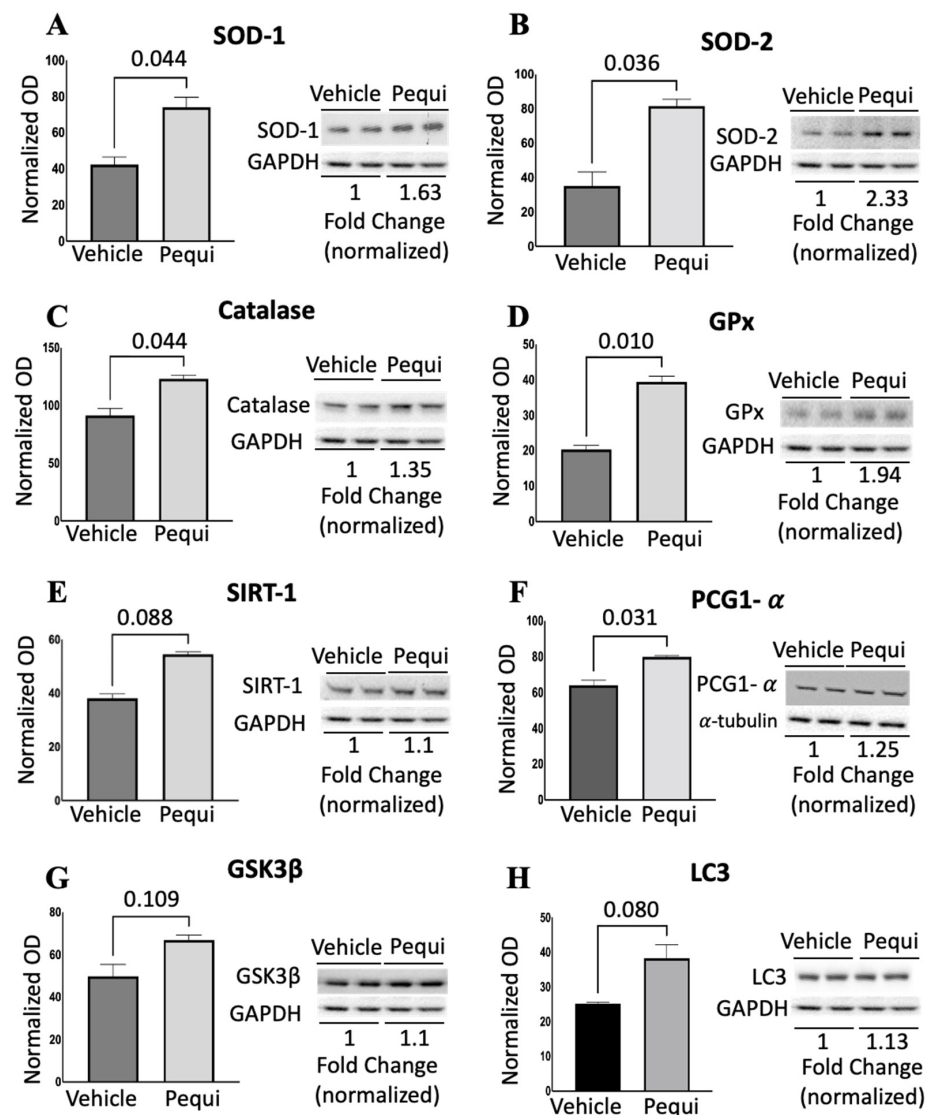 A
SOD-1
0.044
Normalized OD
100
80
60
40
20
0
Vehicle Pequi
Vehicle Pequi
SOD-1
GAPDH
1 1.63
Fold Change
(normalized)
B
SOD-2
0.036
Normalized OD
100
80
60
40
20
0
Vehicle Pequi
Vehicle Pequi
SOD-2
GAPDH
1 2.33
Fold Change
(normalized)
C
Catalase
0.044
Normalized OD
150
100
50
0
Vehicle Pequi
Vehicle Pequi
Catalase
GAPDH
1 1.35
Fold Change
(normalized)
D
GPx
0.010
Normalized OD
50
40
30
20
10
0
Vehicle Pequi
Vehicle Pequi
GPx
GAPDH
1 1.94
Fold Change
(normalized)
E
SIRT-1
0.088
Normalized OD
60
40
20
0
Vehicle Pequi
Vehicle Pequi
SIRT-1
GAPDH
1 1.1
Fold Change
(normalized)
F
PCG1- α
0.031
Normalized OD
100
80
60
40
20
0
Vehicle Pequi
Vehicle Pequi
PCG1- α
α-tubulin
1 1.25
Fold Change
(normalized)
G
GSK3β
0.109
Normalized OD
80
60
40
20
0
Vehicle Pequi
Vehicle Pequi
GSK3β
GAPDH
1 1.1
Fold Change
(normalized)
H
LC3
0.080
Normalized OD
50
40
30
20
10
0
Vehicle Pequi
Vehicle Pequi
LC3
GAPDH
1 1.13
Fold Change
(normalized)